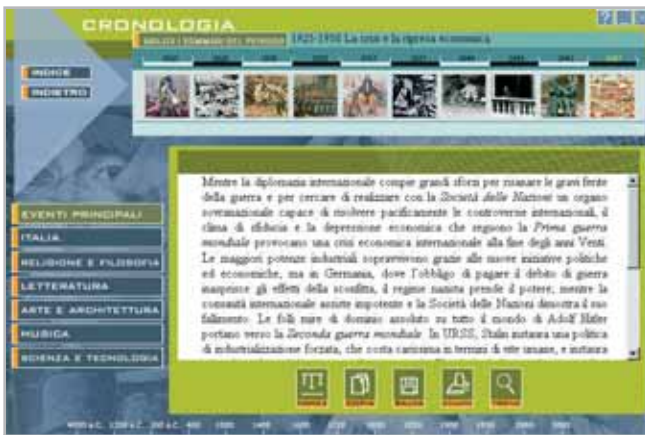 CRONOLOGIA
1925-1950 La crisi e la ripresa economica
INDICE
INDIETRO
EVENTI PRINCIPALI
ITALIA
RELIGIONE E FILOSOFIA
LETTERATURA
ARTE E ARCHITETTURA
MUSICA
SCIENZA E TECNOLOGIA
Mentre la diplomazia internazionale compie grandi sforzi per risanare le gravi ferite
della guerra e per cercare di realizzare con la Società delle Nazioni un organo
sovranazionale capace di risolvere pacificamente le controversie internazionali, il
clima di sfiducia e la depressione economica che seguono la Prima guerra
mondiale provocano una crisi economica internazionale alla fine degli anni Venti.
Le maggiori potenze industriali sopravvivono grazie alle nuove iniziative politiche
ed economiche, ma in Germania, dove l'obbligo di pagare il debito di guerra
inasprisce gli effetti della sconfitta, il regime nazista prende il potere, mentre la
comunità internazionale assiste impotente e la Società delle Nazioni dimostra il suo
fallimento. Le folli mire di dominio assoluto su tutto il mondo di Adolf Hitler
portano verso la Seconda guerra mondiale. In URSS, Stalin instaura una politica
di industrializzazione forzata, che costa carissima in termini di vite umane, e instaura